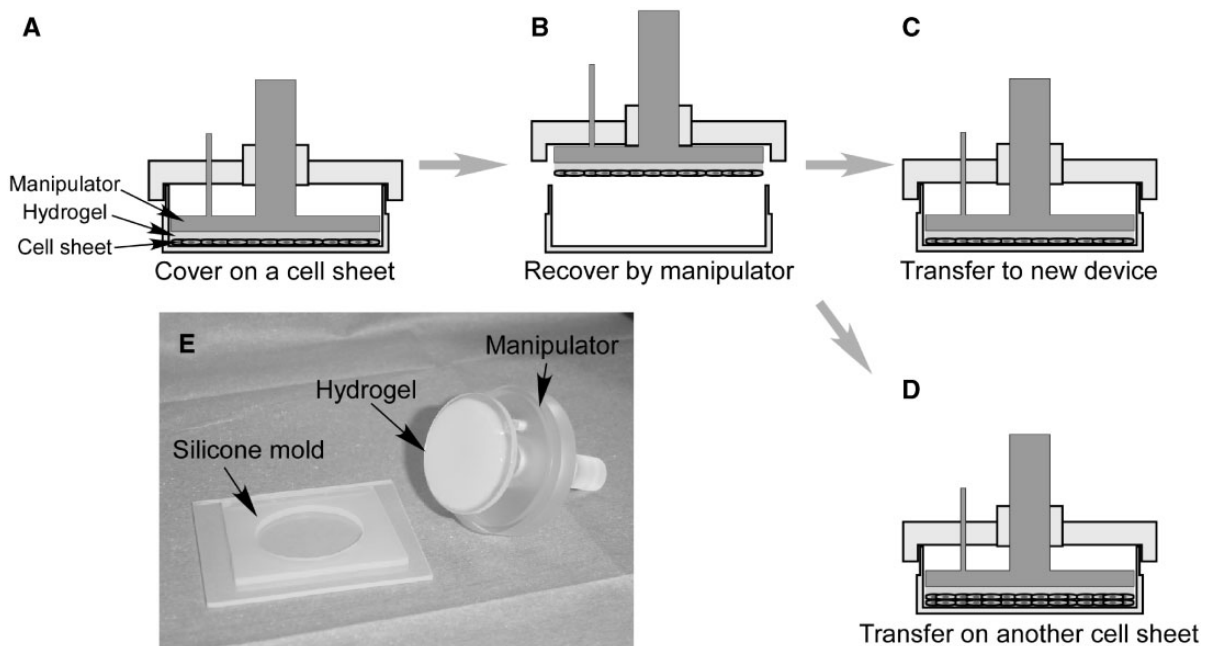 A
B
C
Manipulator
Hydrogel
Cell sheet
Cover on a cell sheet
Recover by manipulator
Transfer to new device
E
Manipulator
Hydrogel
Silicone mold
D
Transfer on another cell sheet